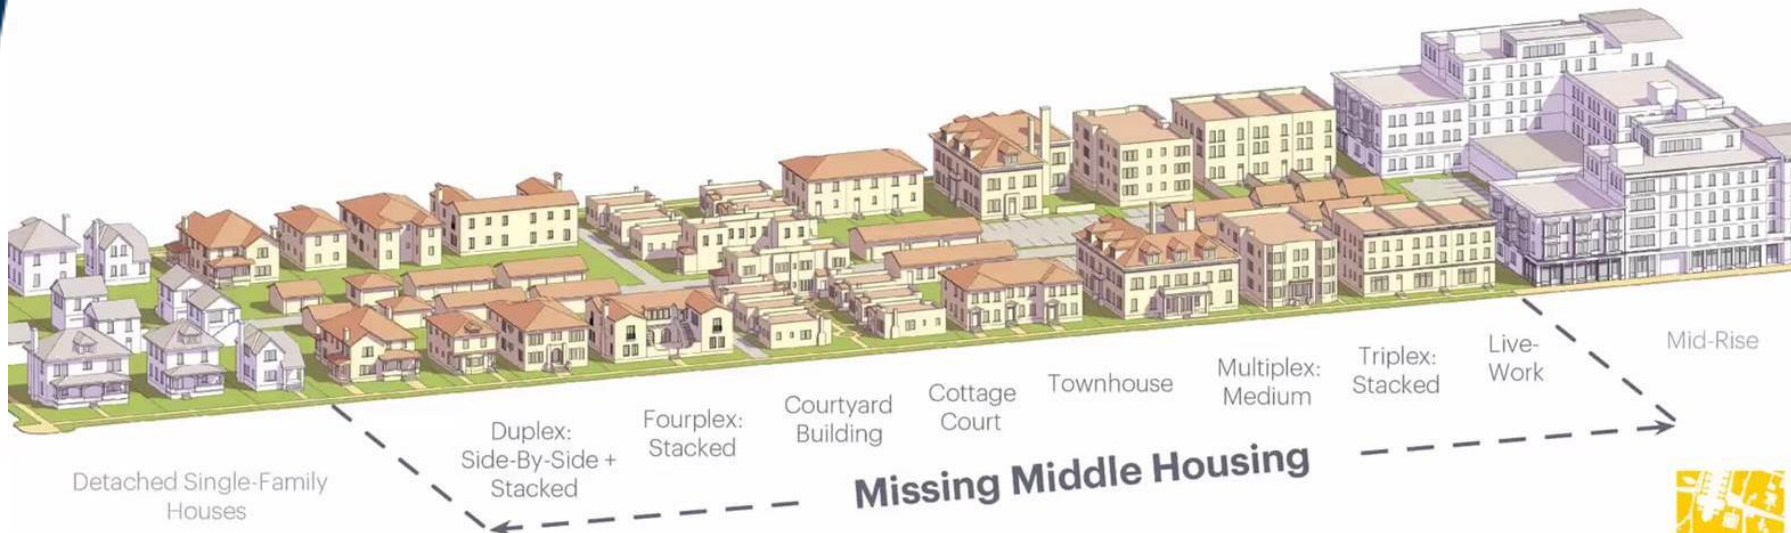 Detached Single-Family
Houses
Duplex:
Side-By-Side +
Stacked
Fourplex:
Stacked
Courtyard
Building
Cottage
Court
Townhouse
Multiplex:
Medium
Triplex:
Stacked
Live-
Work
Mid-Rise
Missing Middle Housing